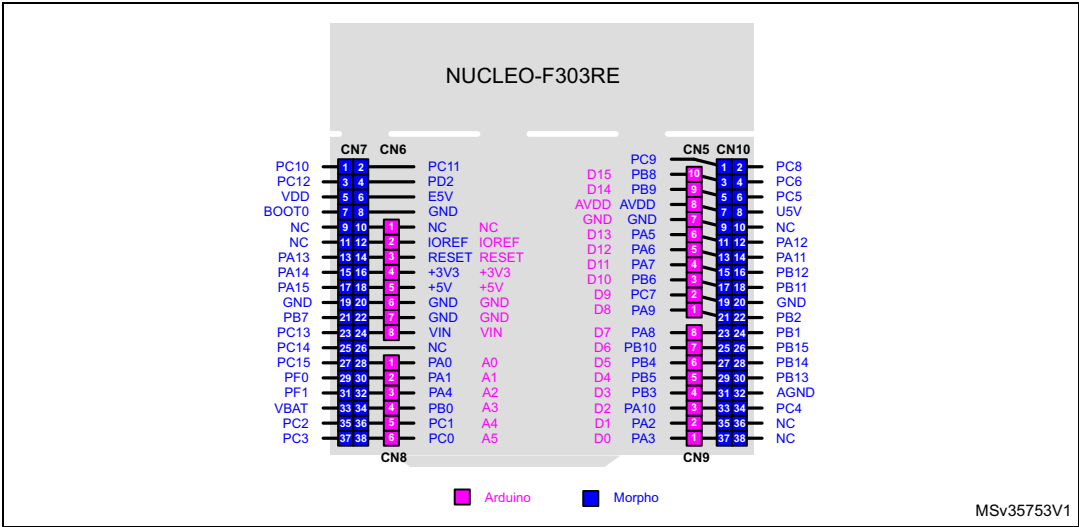 NUCLEO-F303RE
CN7 CN6 CN5 CN10
PC9
PC10 1 2 PC11 1 2 PC8
PC12 3 4 PD2 D15 PB8 10 3 4 PC6
VDD 5 6 E5V D14 PB9 9 5 6 PC5
BOOT0 7 8 GND AVDD AVDD 8 7 8 U5V
NC 9 10 1 NC NC GND GND 7 9 10 NC
NC 11 12 2 IOREF IOREF D13 PA5 6 11 12 PA12
PA13 13 14 3 RESET RESET D12 PA6 5 13 14 PA11
PA14 15 16 4 +3V3 +3V3 D11 PA7 4 15 16 PB12
PA15 17 18 5 +5V +5V D10 PB6 3 17 18 PB11
GND 19 20 6 GND GND D9 PC7 2 19 20 GND
PB7 21 22 7 GND GND D8 PA9 1 21 22 PB2
PC13 23 24 8 VIN VIN D7 PA8 8 23 24 PB1
PC14 25 26 NC D6 PB10 7 25 26 PB15
PC15 27 28 1 PA0 A0 D5 PB4 6 27 28 PB14
PF0 29 30 2 PA1 A1 D4 PB5 5 29 30 PB13
PF1 31 32 3 PA4 A2 D3 PB3 4 31 32 AGND
VBAT 33 34 4 PB0 A3 D2 PA10 3 33 34 PC4
PC2 35 36 5 PC1 A4 D1 PA2 2 35 36 NC
PC3 37 38 6 PC0 A5 D0 PA3 1 37 38 NC
CN8 CN9
Arduino Morpho
MSv35753V1